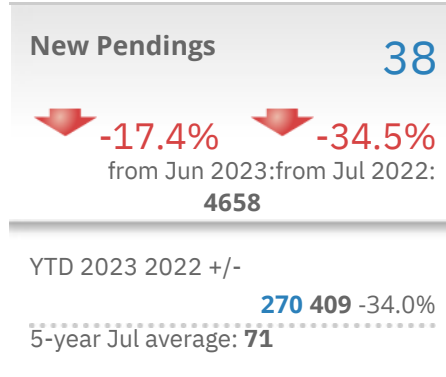 New Pendings
38
-17.4% -34.5%
from Jun 2023:from Jul 2022:
4658
YTD 2023 2022 +/-
270 409 -34.0%
5-year Jul average: 71